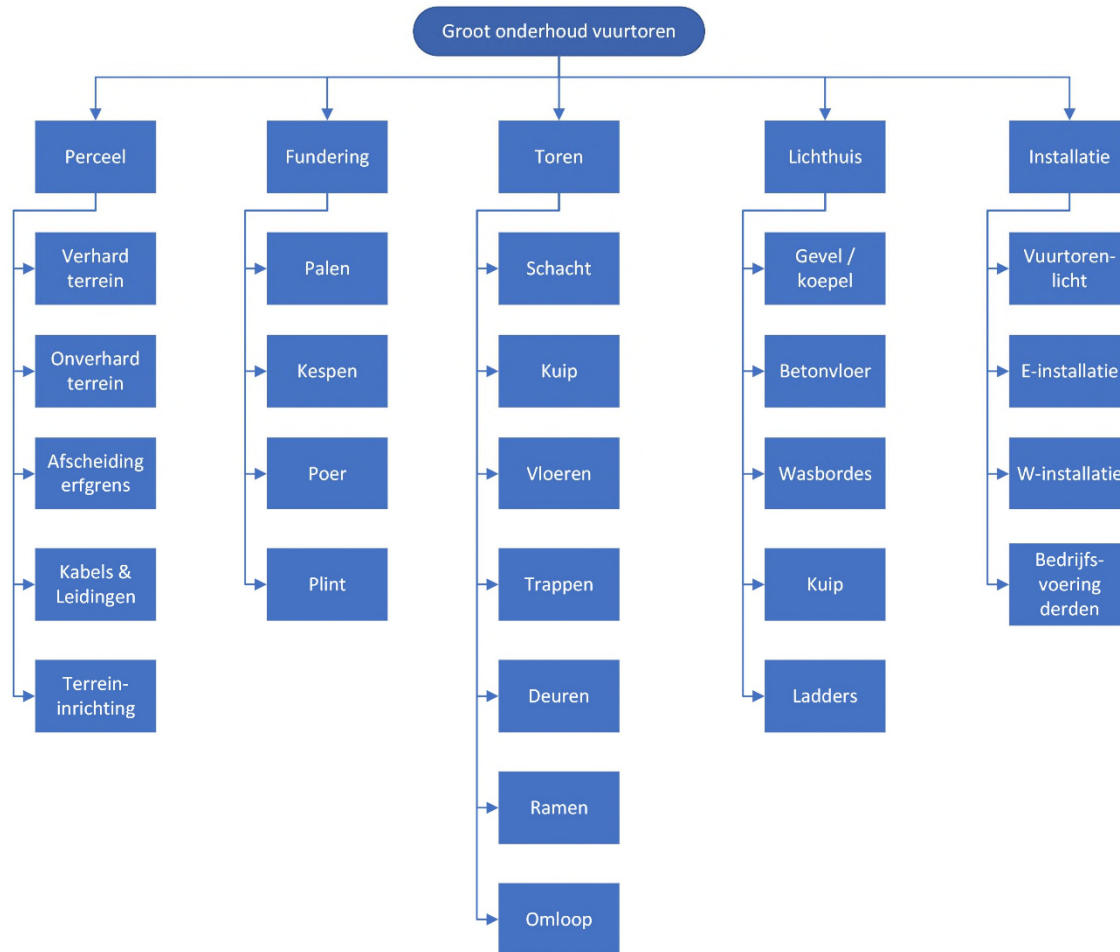 Groot onderhoud vuurtoren
Perceel
Verhard
terrein
Onverhard
terrein
Afscheiding
erfgrens
Kabels &
Leidingen
Terrein-
inrichting
Fundering
Palen
Kespen
Poer
Plint
Toren
Schacht
Kuip
Vloeren
Trappen
Deuren
Ramen
Omloop
Lichthuis
Gevel /
koepel
Betonvloer
Wasbordes
Kuip
Ladders
Installatie
Vuurtoren-
licht
E-installatie
W-installatie
Bedrijfs-
voering
derden